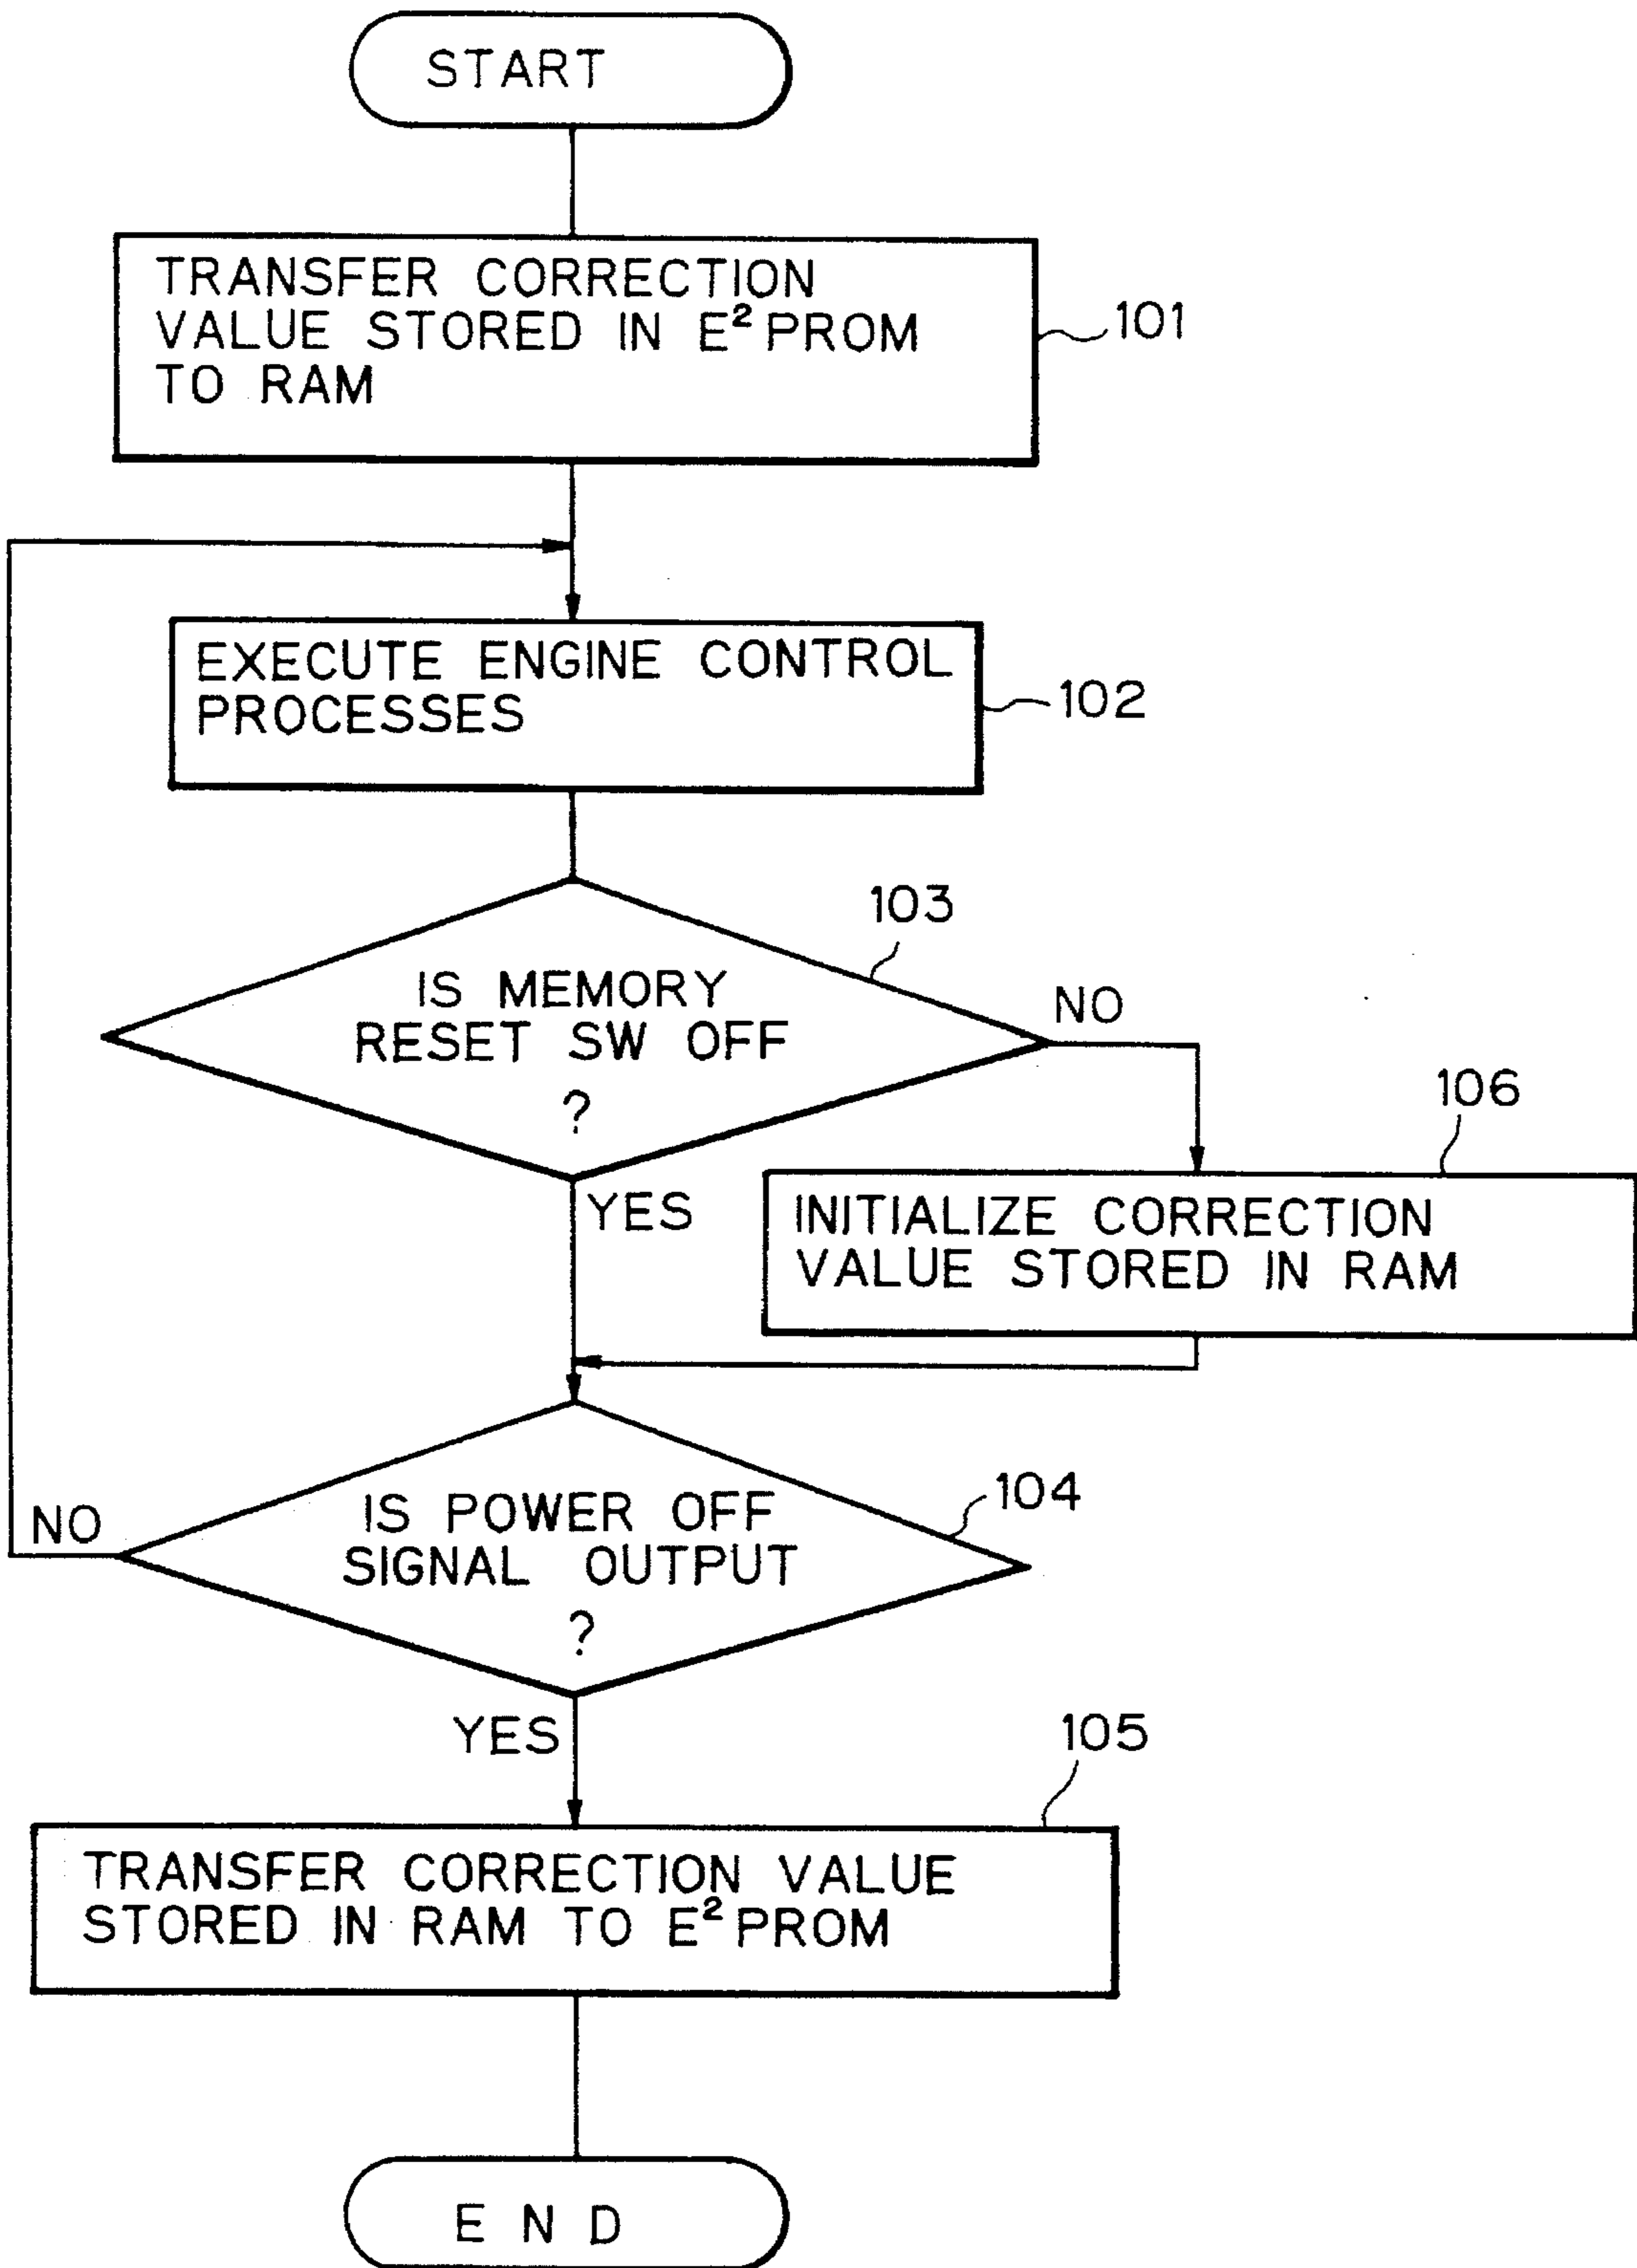 START
TRANSFER CORRECTION
VALUE STORED IN E²PROM
TO RAM
101
EXECUTE ENGINE CONTROL
PROCESSES
102
103
IS MEMORY
RESET SW OFF
?
NO
YES
106
INITIALIZE CORRECTION
VALUE STORED IN RAM
104
IS POWER OFF
SIGNAL OUTPUT
?
NO
YES
105
TRANSFER CORRECTION VALUE
STORED IN RAM TO E²PROM
END